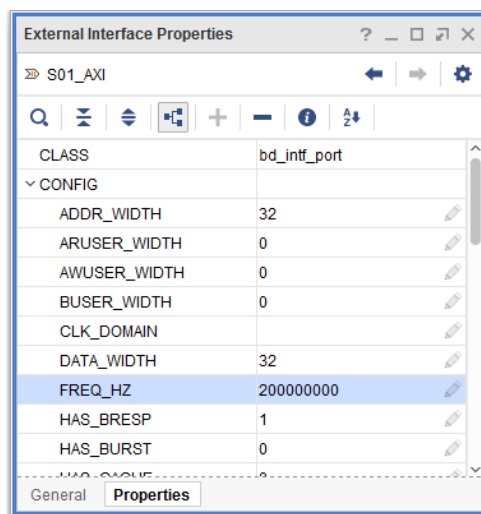 External Interface Properties
S01_AXI
CLASS bd_intf_port
CONFIG
ADDR_WIDTH 32
ARUSER_WIDTH 0
AWUSER_WIDTH 0
BUSER_WIDTH 0
CLK_DOMAIN
DATA_WIDTH 32
FREQ_HZ 200000000
HAS_BRESP 1
HAS_BURST 0
General Properties